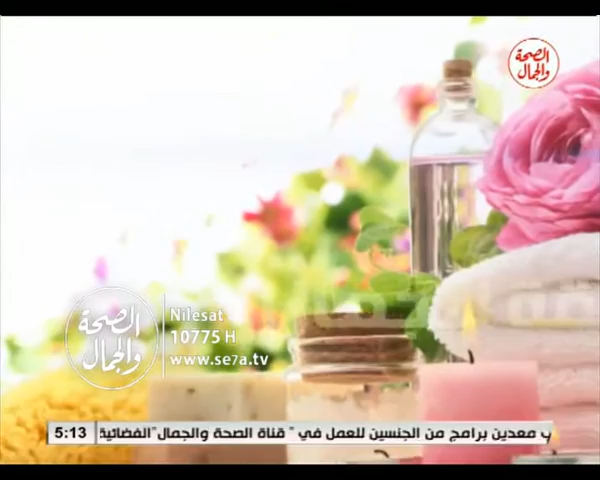 الصحة
والجمال
الصحة
والجمال
Nilesat
10775 H
www.se7a.tv
5:13
ب معدين برامج من الجنسين للعمل في " قناة الصحة والجمال"الفضائية